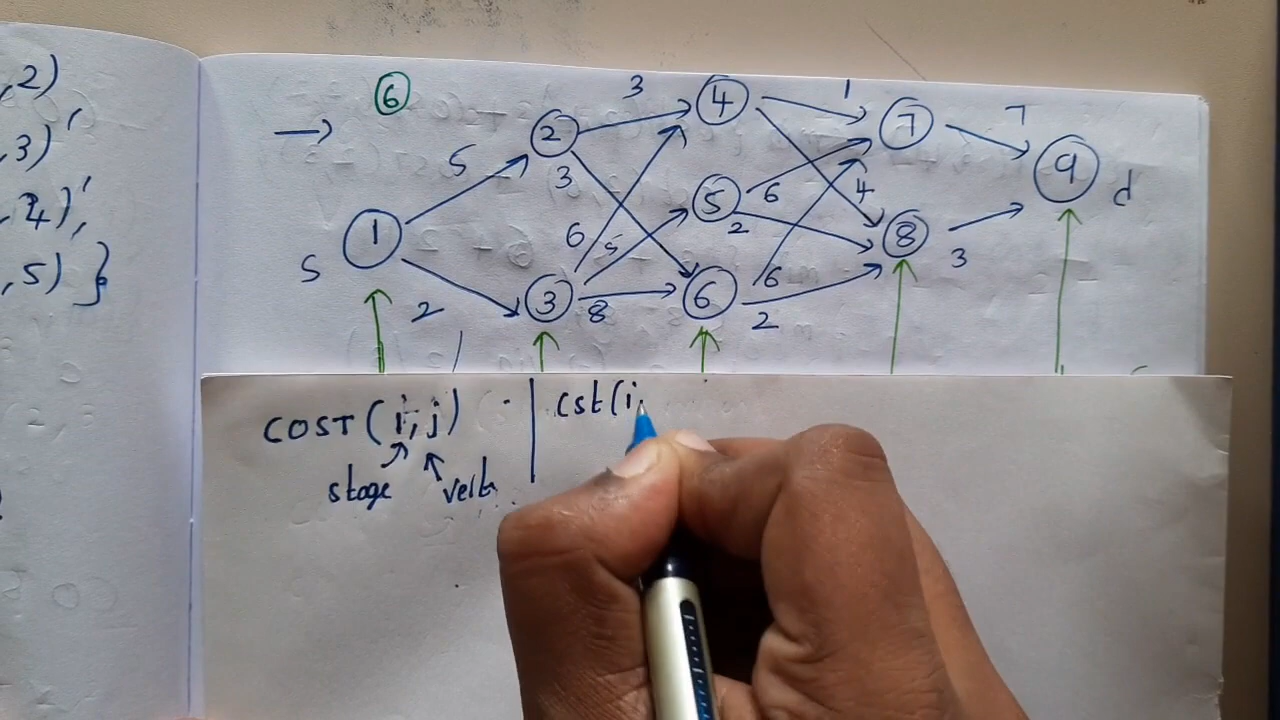 ,2)
,3)'
,4)',
,5) }
→ 6
1 2 3 4 5 6 7 8 9
S 5 2
3 3 6 5 8
1 4 6 2 6 2
7 3 d
COST(i,j)
stage
cst(i,